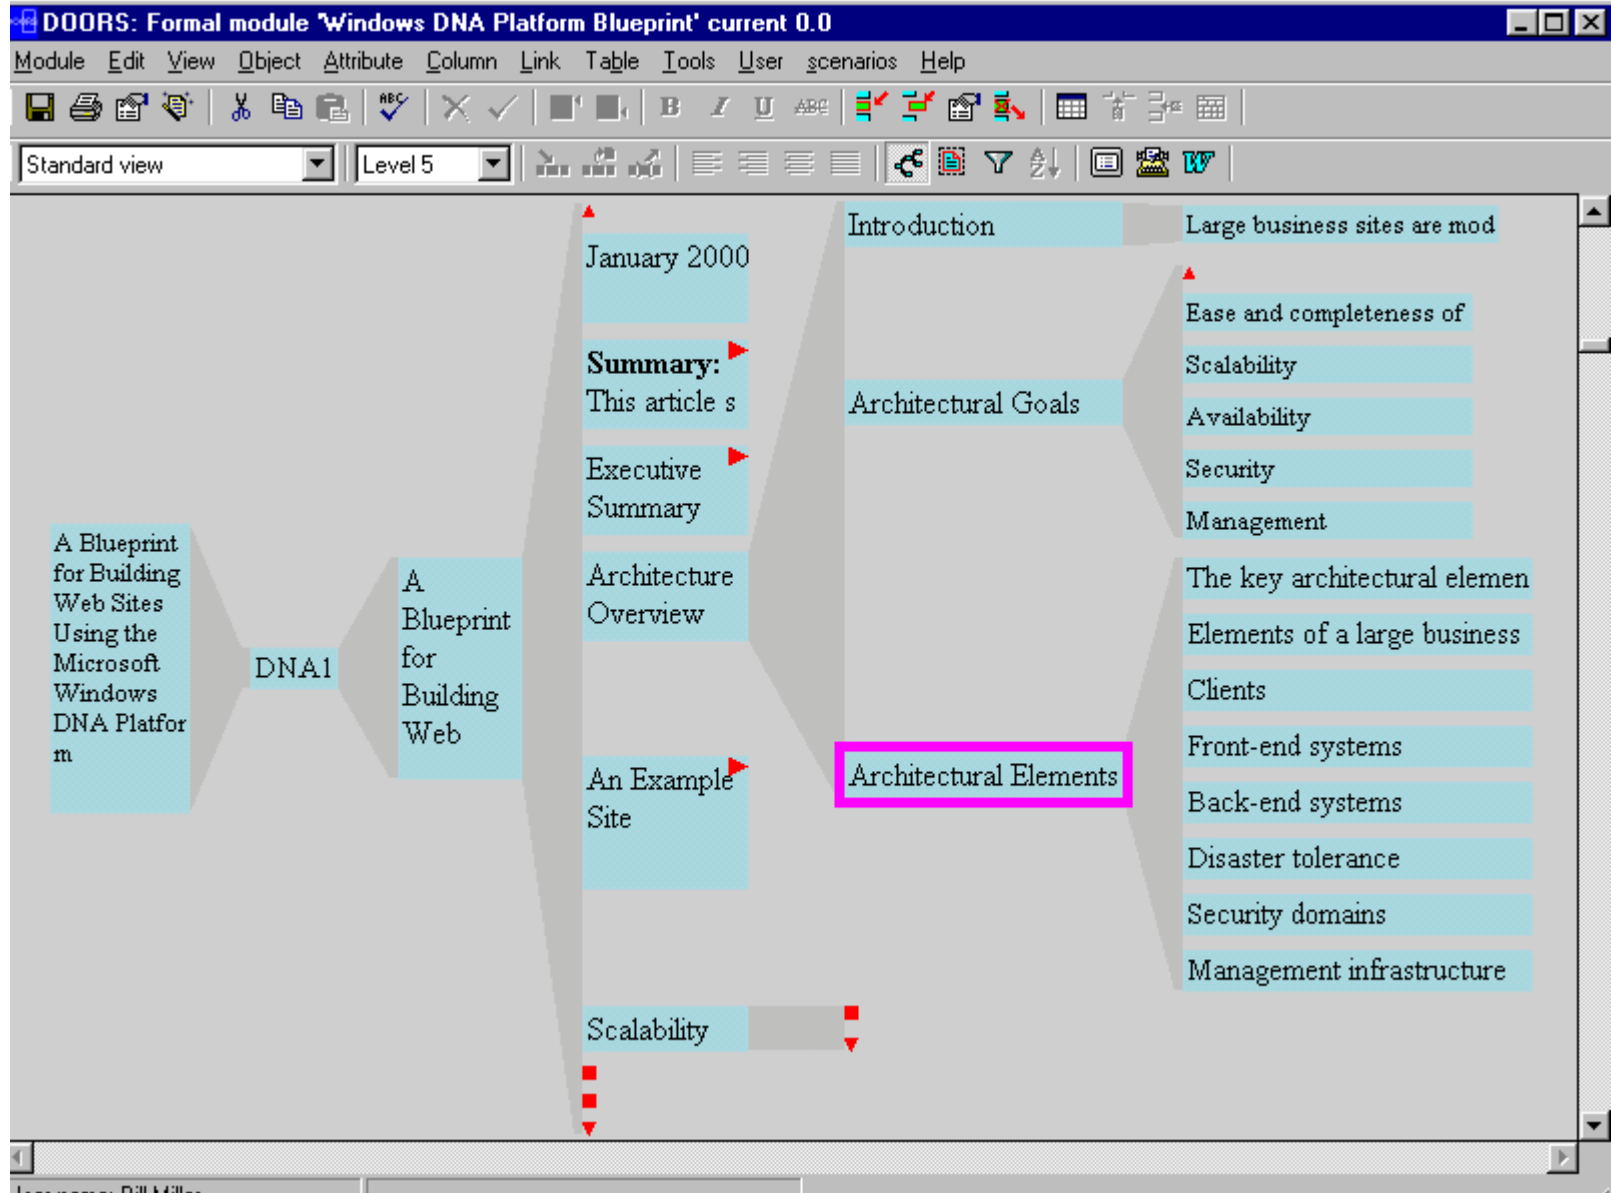 DOORS: Formal module 'Windows DNA Platform Blueprint' current 0.0
Module Edit View Object Attribute Column Link Table Tools User scenarios Help
ABC B I U ABC
Standard view Level 5 A Z W
January 2000
Summary:
This article s
Executive
Summary
Architecture
Overview
An Example
Site
Scalability
A Blueprint
for Building
Web Sites
Using the
Microsoft
Windows
DNA Platfor
m
DNA1
A
Blueprint
for
Building
Web
Introduction
Architectural Goals
Architectural Elements
Large business sites are mod
Ease and completeness of
Scalability
Availability
Security
Management
The key architectural elemen
Elements of a large business
Clients
Front-end systems
Back-end systems
Disaster tolerance
Security domains
Management infrastructure